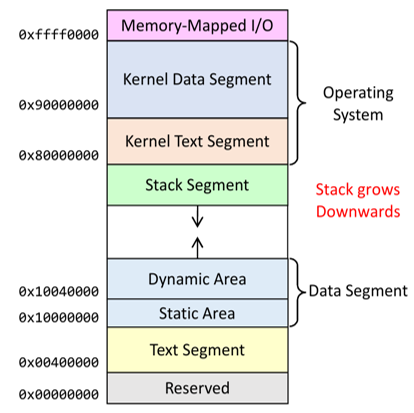 Memory-Mapped I/O
0xffff0000
Kernel Data Segment
Operating
System
0x90000000
Kernel Text Segment
0x80000000
Stack Segment
Stack grows
Downwards
Dynamic Area
0x10040000
Data Segment
Static Area
0x10000000
Text Segment
0x00400000
Reserved
0x00000000